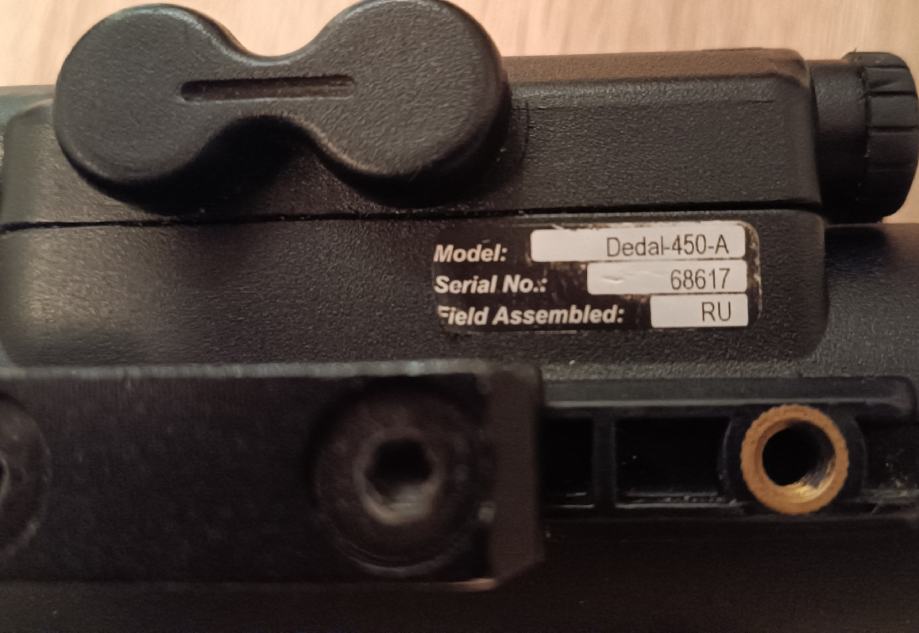 Model: Dedal-450-A
Serial No.: 68617
Field Assembled: RU